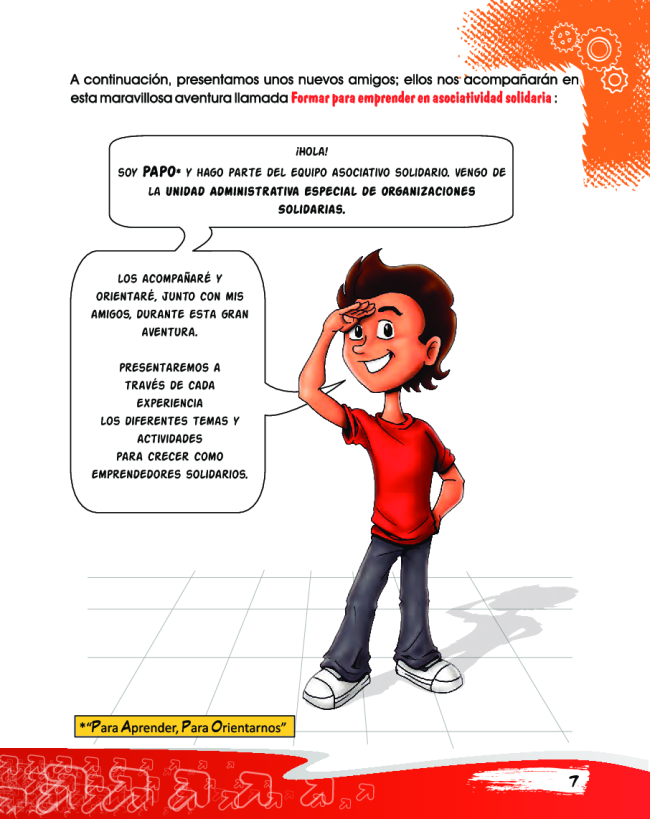 A continuación, presentamos unos nuevos amigos; ellos nos acompañarán en
esta maravillosa aventura llamada Formar para emprender en asociatividad solidaria :
¡HOLA!
SOY PAPO* Y HAGO PARTE DEL EQUIPO ASOCIATIVO SOLIDARIO. VENGO DE
LA UNIDAD ADMINISTRATIVA ESPECIAL DE ORGANIZACIONES
SOLIDARIAS.
LOS ACOMPAÑARÉ Y
ORIENTARÉ, JUNTO CON MIS
AMIGOS, DURANTE ESTA GRAN
AVENTURA.
PRESENTAREMOS A
TRAVÉS DE CADA
EXPERIENCIA
LOS DIFERENTES TEMAS Y
ACTIVIDADES
PARA CRECER COMO
EMPRENDEDORES SOLIDARIOS.
*"Para Aprender, Para Orientarnos"
7